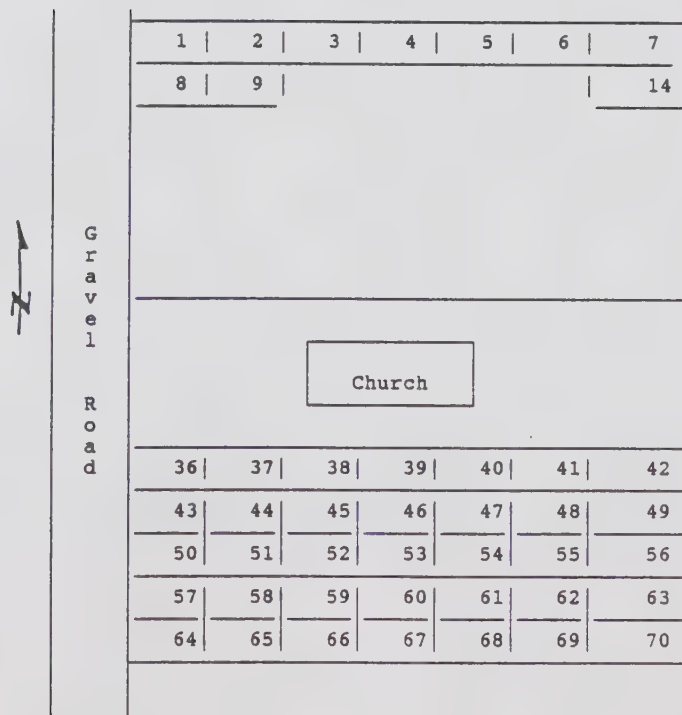 1 | 2 | 3 | 4 | 5 | 6 | 7
8 | 9 | | 14
N
Gravel Road
Church
36 | 37 | 38 | 39 | 40 | 41 | 42
43 | 44 | 45 | 46 | 47 | 48 | 49
50 | 51 | 52 | 53 | 54 | 55 | 56
57 | 58 | 59 | 60 | 61 | 62 | 63
64 | 65 | 66 | 67 | 68 | 69 | 70